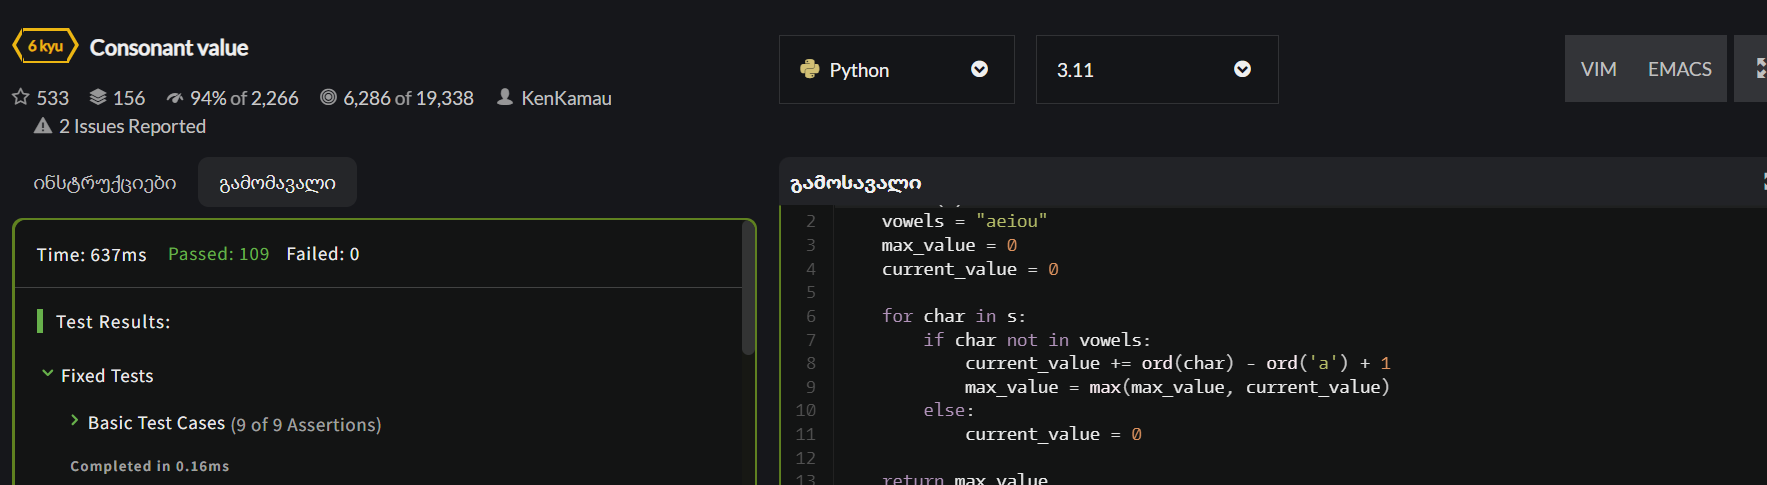 6 kyu Consonant value
533 156 94% of 2,266 6,286 of 19,338 KenKamau
2 Issues Reported
ინსტრუქციები გამომავალი
Time: 637ms Passed: 109 Failed: 0
Test Results:
Fixed Tests
Basic Test Cases (9 of 9 Assertions)
Completed in 0.16ms
Python 3.11 VIM EMACS
გამოსავალი
2 vowels = "aeiou"
3 max_value = 0
4 current_value = 0
5
6 for char in s:
7 if char not in vowels:
8 current_value += ord(char) - ord('a') + 1
9 max_value = max(max_value, current_value)
10 else:
11 current_value = 0
12
13 return max_value